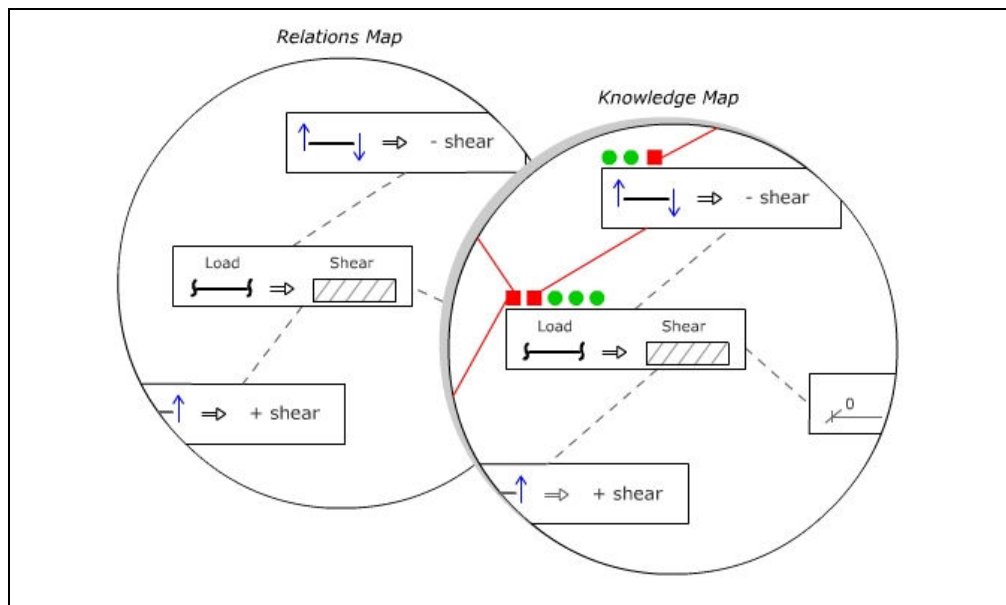 Relations Map
- shear
Load
Shear
+ shear
Knowledge Map
- shear
Load
Shear
0
+ shear